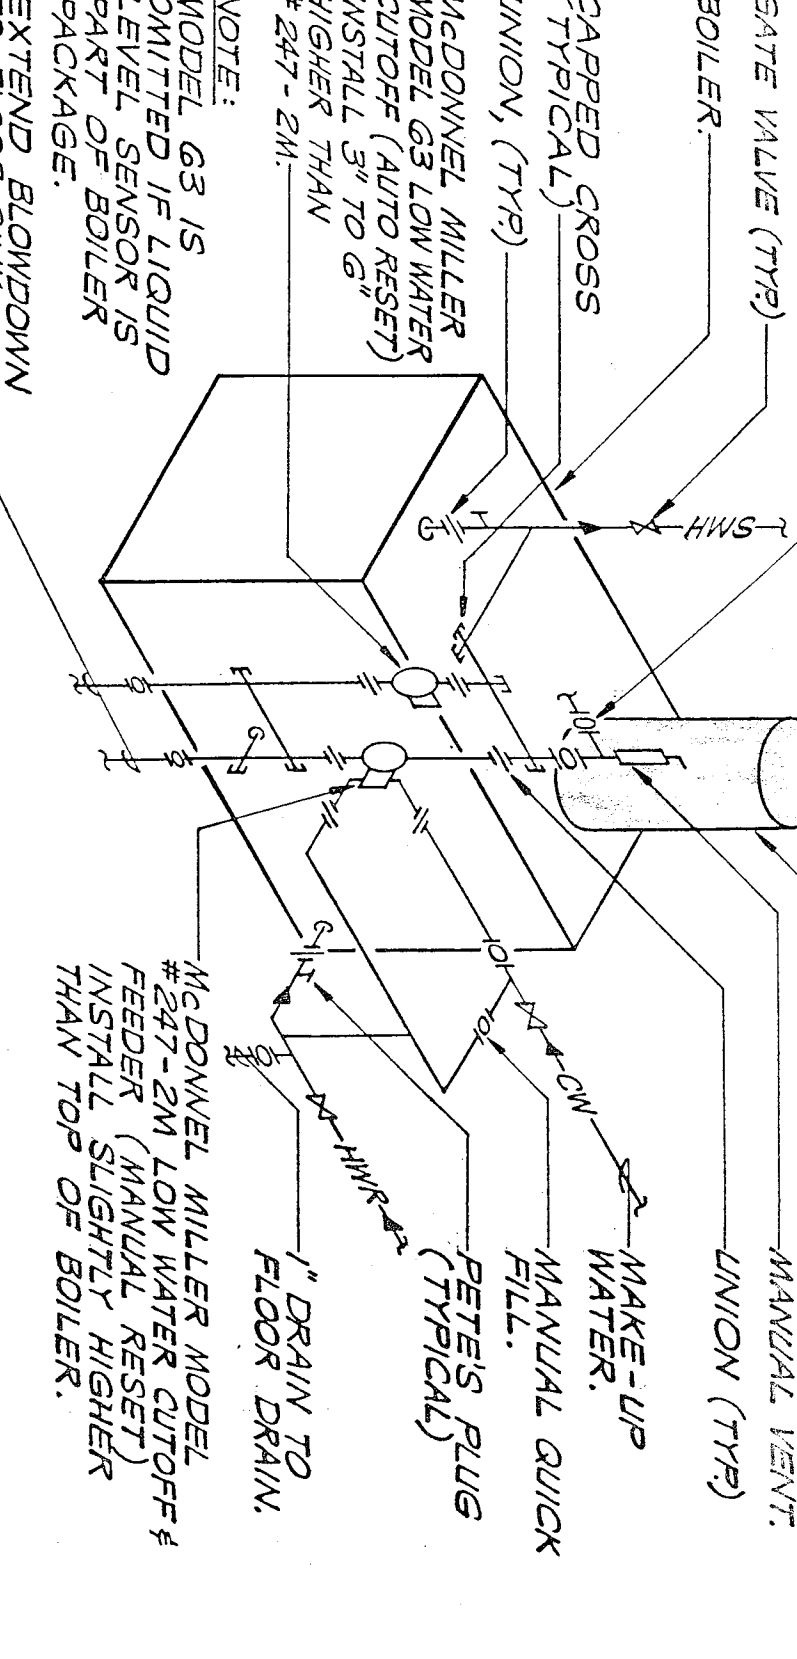 GATE VALVE (TYP.)
BOILER.
CAPPED CROSS
(TYPICAL)
UNION, (TYP.)
McDONNEL MILLER
MODEL 63 LOW WATER
CUTOFF (AUTO RESET)
INSTALL 3" TO 6"
HIGHER THAN
#247-2M.
NOTE:
MODEL 63 IS
OMITTED IF LIQUID
LEVEL SENSOR IS
PART OF BOILER
PACKAGE.
EXTEND BLOWDOWN
HWS
CW
HWR
MANUAL VENT.
UNION (TYP.)
MAKE-UP
WATER.
MANUAL QUICK
FILL.
PETE'S PLUG
(TYPICAL)
1" DRAIN TO
FLOOR DRAIN.
McDONNEL MILLER MODEL
#247-2M LOW WATER CUTOFF &
FEEDER (MANUAL RESET)
INSTALL SLIGHTLY HIGHER
THAN TOP OF BOILER.